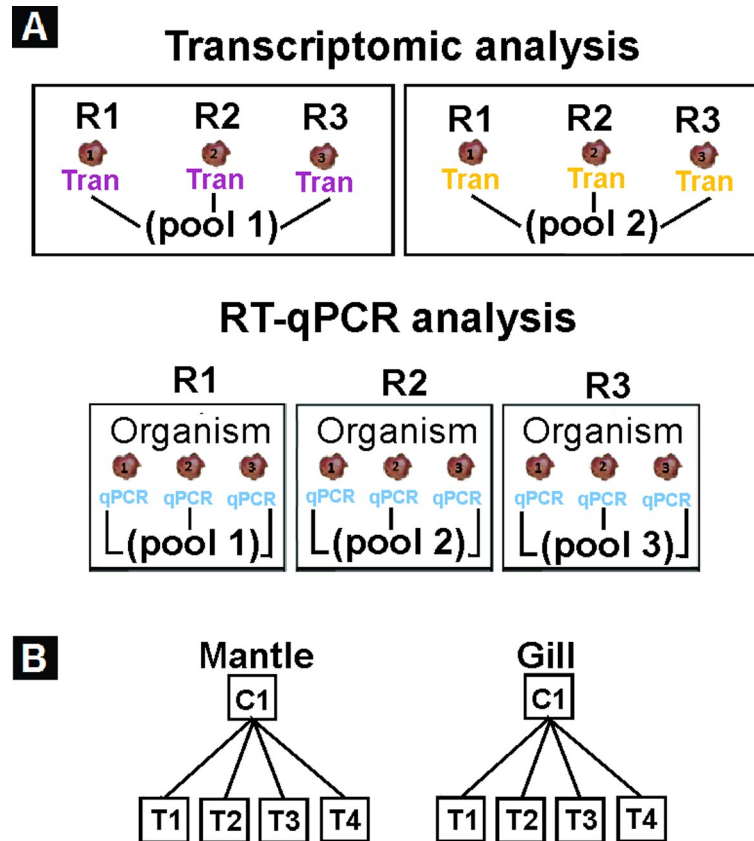 A
Transcriptomic analysis
R1 R2 R3
1 2 3
Tran Tran Tran
(pool 1)
R1 R2 R3
1 2 3
Tran Tran Tran
(pool 2)
RT-qPCR analysis
R1
Organism
1 2 3
qPCR qPCR qPCR
(pool 1)
R2
Organism
1 2 3
qPCR qPCR qPCR
(pool 2)
R3
Organism
1 2 3
qPCR qPCR qPCR
(pool 3)
B
Mantle
C1
T1 T2 T3 T4
Gill
C1
T1 T2 T3 T4